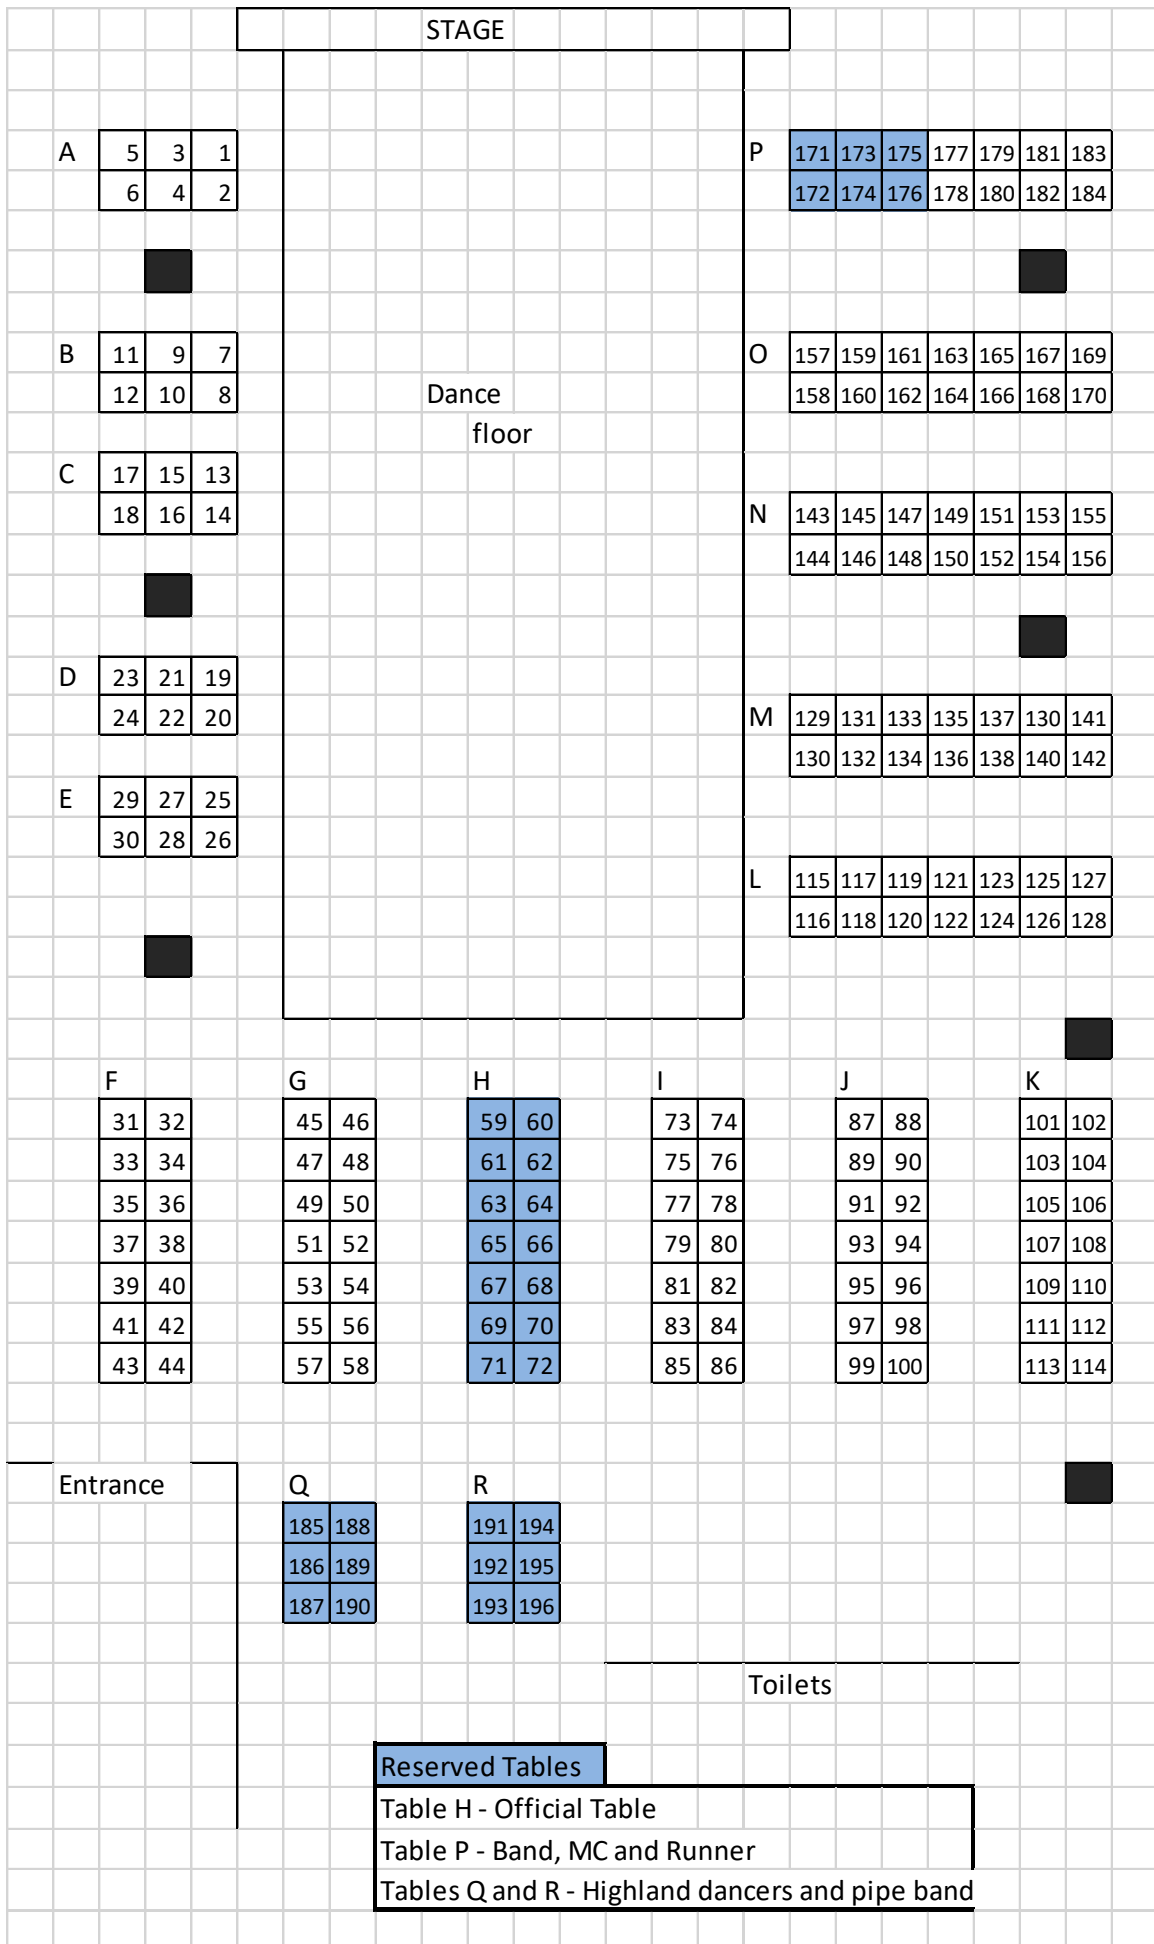 STAGE
A 5 3 1 P 171 173 175 177 179 181 183
6 4 2 172 174 176 178 180 182 184
B 11 9 7 O 157 159 161 163 165 167 169
12 10 8 Dance 158 160 162 164 166 168 170
floor
C 17 15 13
18 16 14 N 143 145 147 149 151 153 155
144 146 148 150 152 154 156
D 23 21 19
24 22 20 M 129 131 133 135 137 130 141
130 132 134 136 138 140 142
E 29 27 25
30 28 26
L 115 117 119 121 123 125 127
116 118 120 122 124 126 128
F G H I J K
31 32 45 46 59 60 73 74 87 88 101 102
33 34 47 48 61 62 75 76 89 90 103 104
35 36 49 50 63 64 77 78 91 92 105 106
37 38 51 52 65 66 79 80 93 94 107 108
39 40 53 54 67 68 81 82 95 96 109 110
41 42 55 56 69 70 83 84 97 98 111 112
43 44 57 58 71 72 85 86 99 100 113 114
Entrance Q R
185 188 191 194
186 189 192 195
187 190 193 196
Toilets
Reserved Tables
Table H - Official Table
Table P - Band, MC and Runner
Tables Q and R - Highland dancers and pipe band